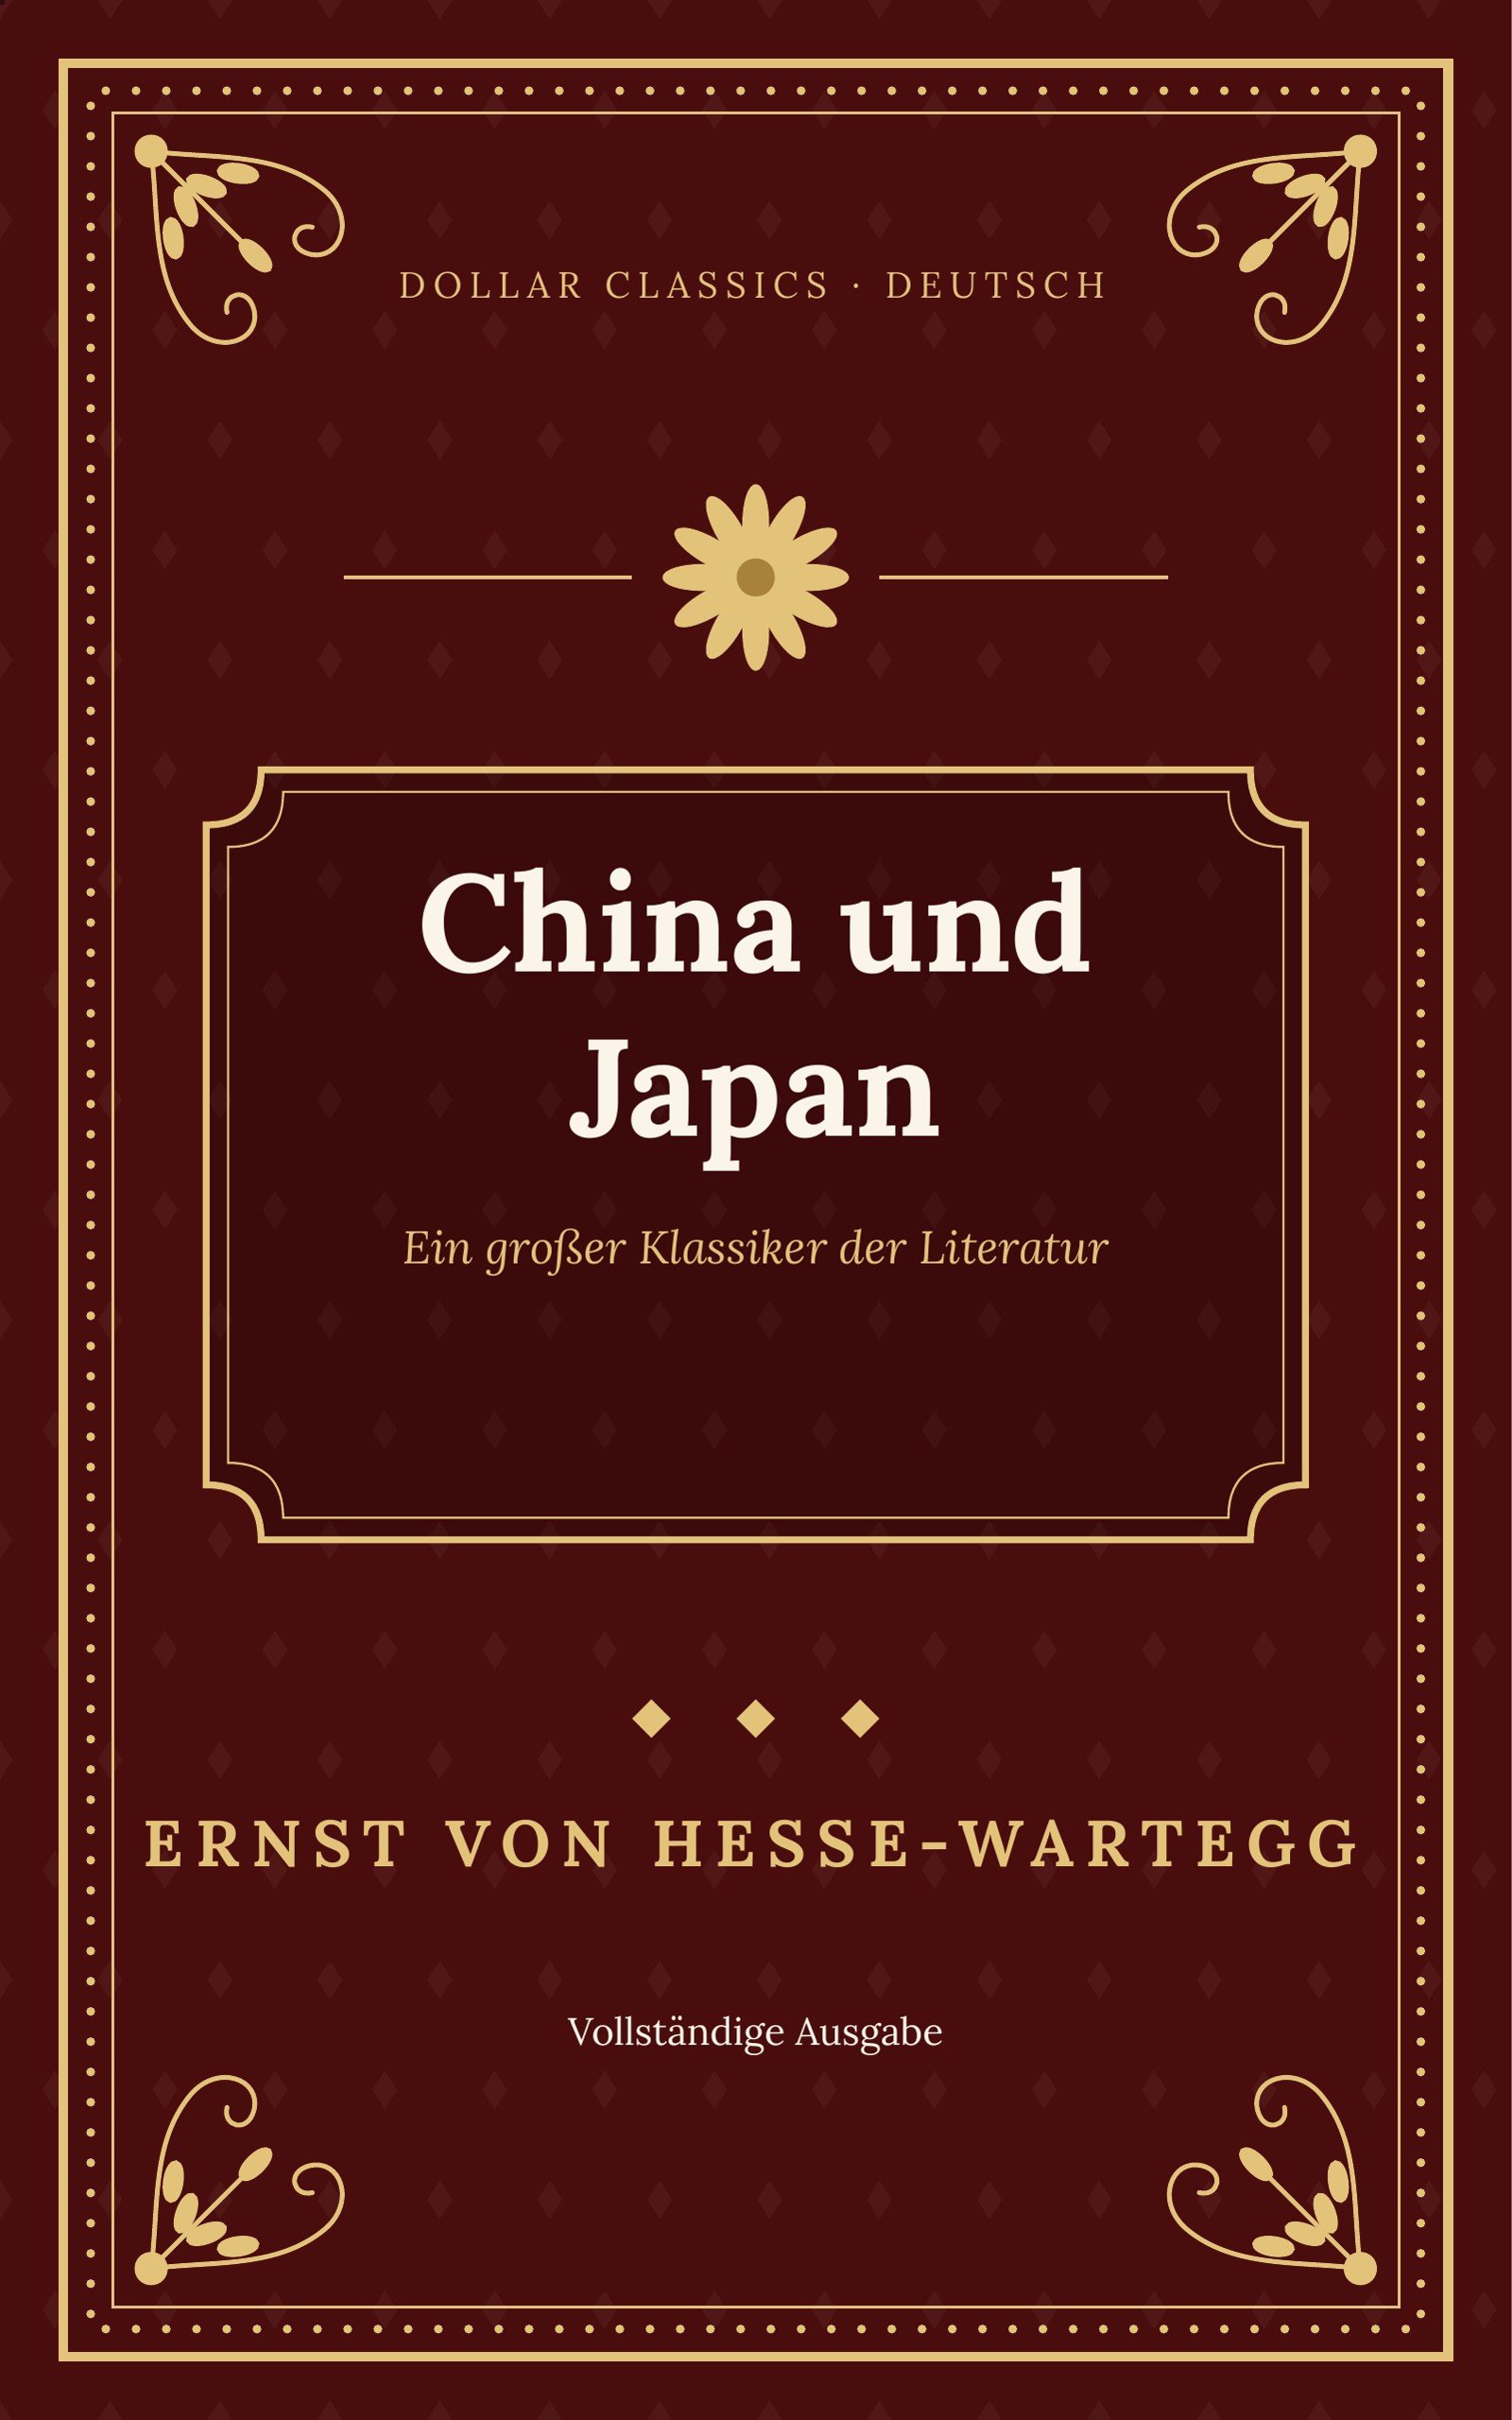 DOLLAR CLASSICS · DEUTSCH
China und
Japan
Ein großer Klassiker der Literatur
ERNST VON HESSE-WARTEGG
Vollständige Ausgabe